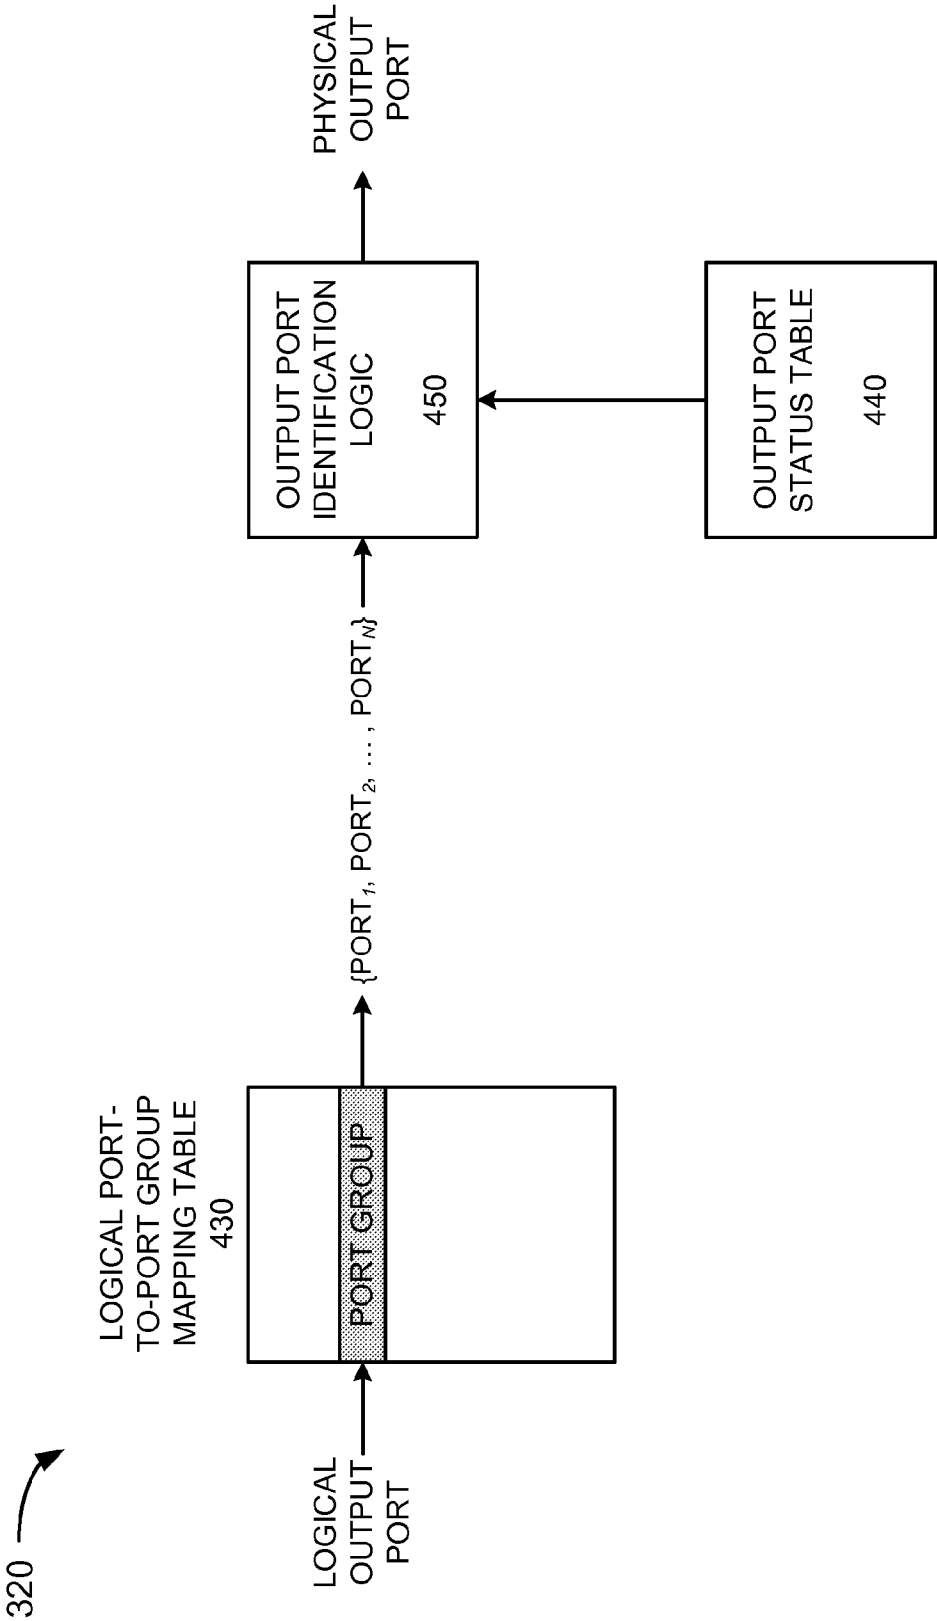 320
LOGICAL PORT-
TO-PORT GROUP
MAPPING TABLE
430
LOGICAL
OUTPUT
PORT
PORT GROUP
{PORT1, PORT2, ... , PORTN}
OUTPUT PORT
IDENTIFICATION
LOGIC
450
PHYSICAL
OUTPUT
PORT
OUTPUT PORT
STATUS TABLE
440